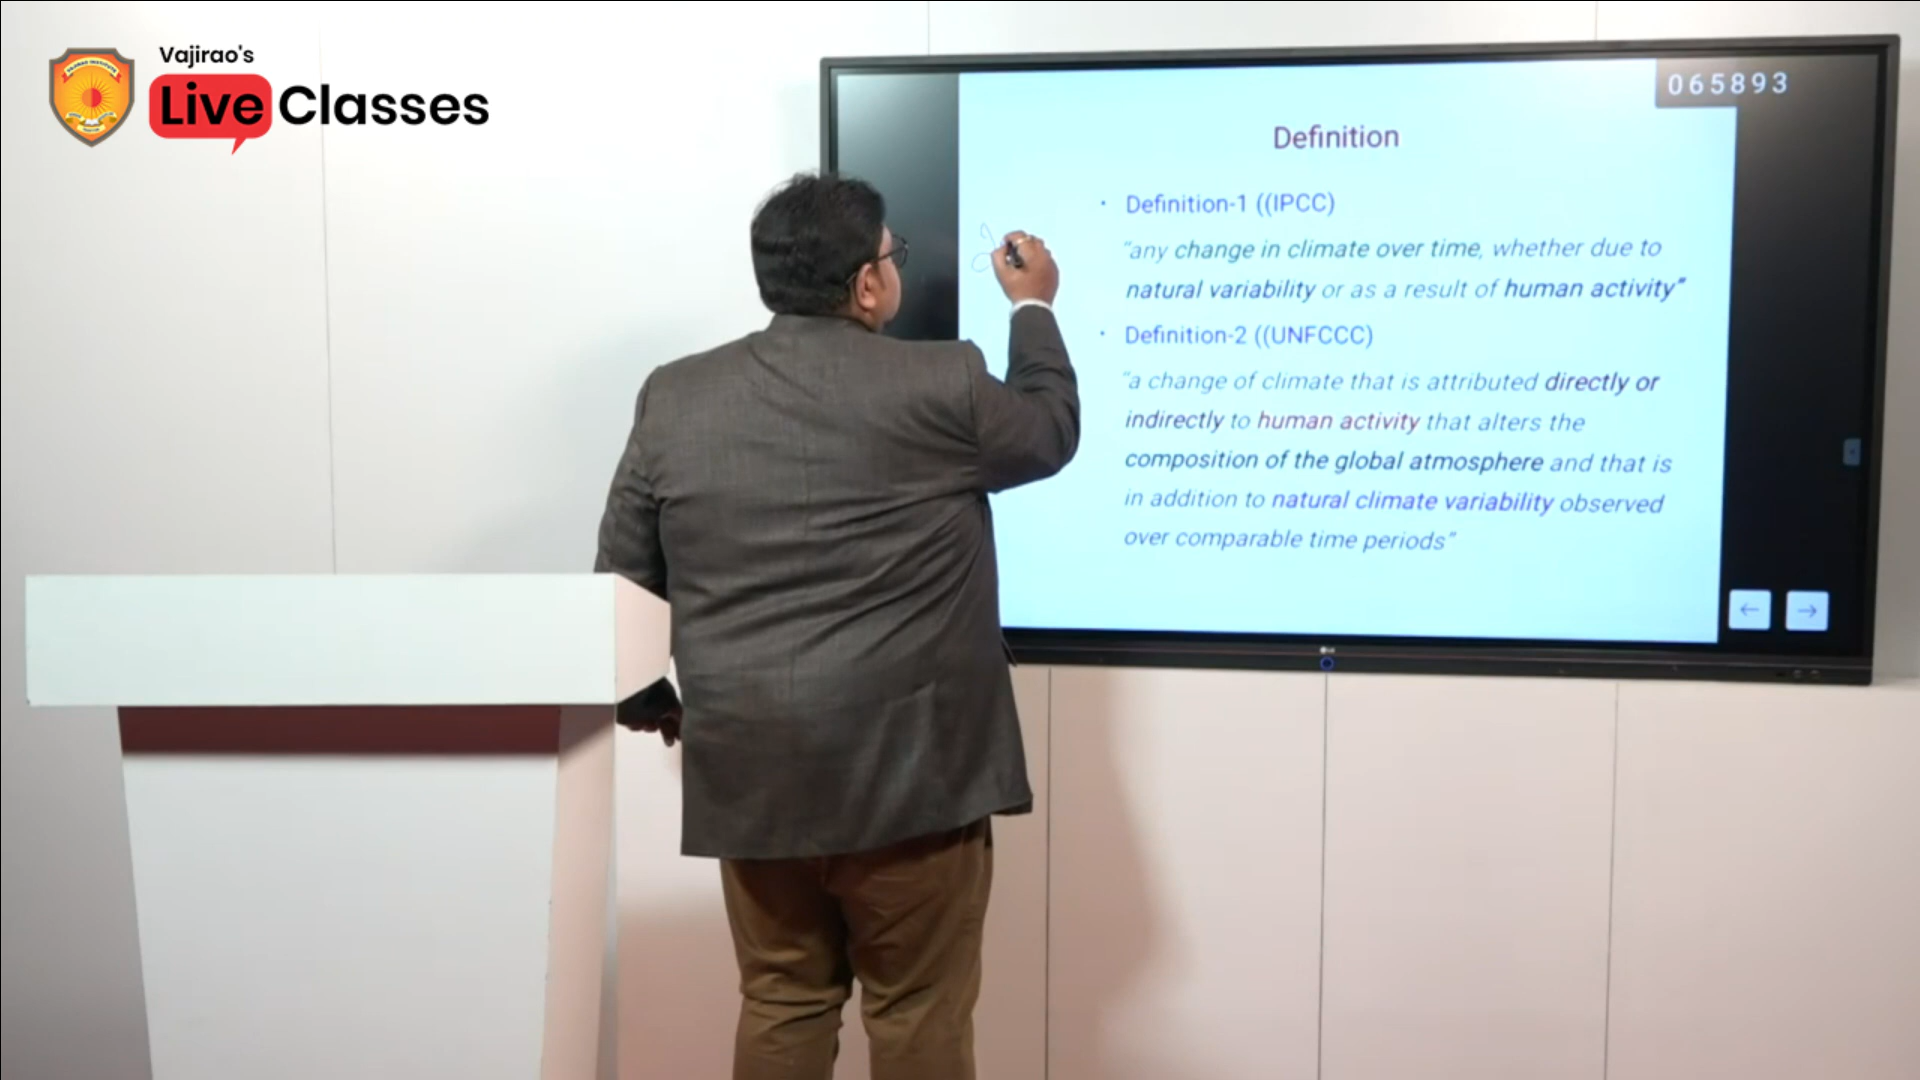 Vajirao's
Live Classes
065893
Definition
• Definition-1 ((IPCC)
“any change in climate over time, whether due to
natural variability or as a result of human activity”
• Definition-2 ((UNFCCC)
“a change of climate that is attributed directly or
indirectly to human activity that alters the
composition of the global atmosphere and that is
in addition to natural climate variability observed
over comparable time periods”
LG